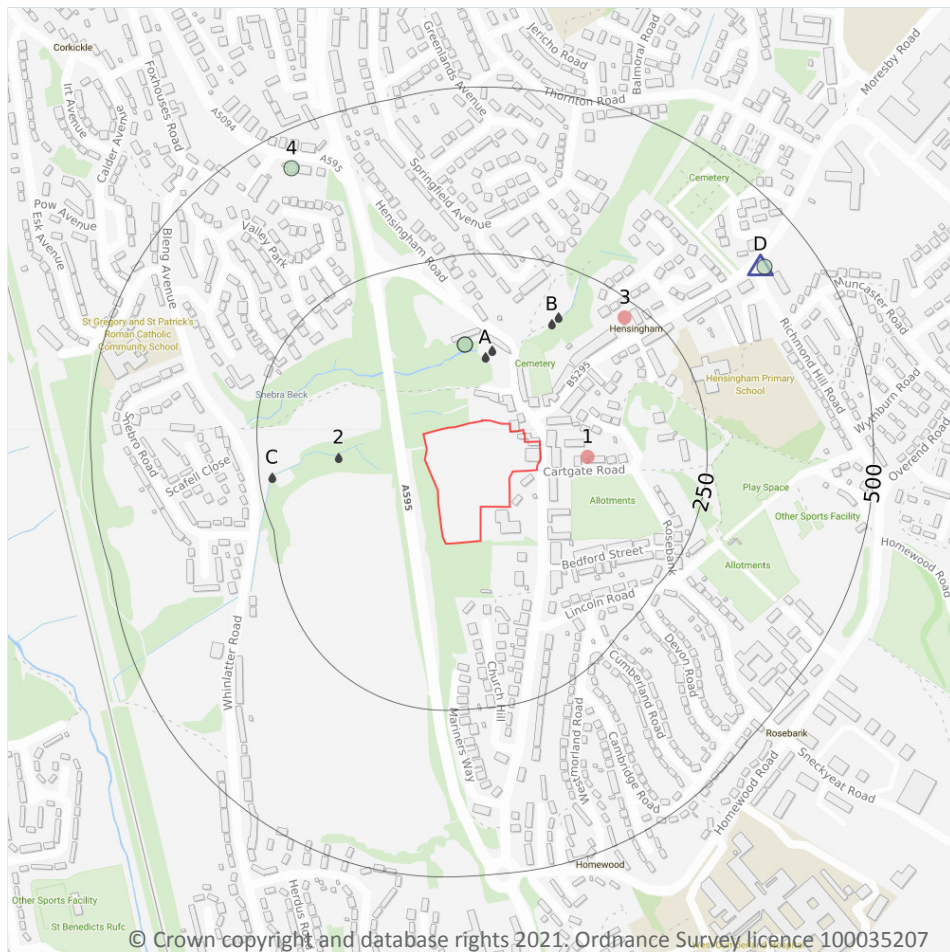 Corkickle
Irt Avenue
Calder Avenue
Foxhouses Road
A5094
4
A595
Greenlands Avenue
Jericho Road
Balmoral Road
Thornton Road
Moresby Road
Pow Avenue
Esk Avenue
Bleng Avenue
Valley Park
Hensingham Road
Springfield Avenue
Cemetery
D
St Gregory and St Patrick's
Roman Catholic
Community School
A
B
3
Hensingham
Muncaster Road
Richmond Hill Road
Cemetery
B5295
Hensingham Primary
School
Wythburn Road
Snebra Beck
Snebro Road
Scafell Close
C
2
A595
1
Cartgate Road
Allotments
250
500
Overend Road
Play Space
Other Sports Facility
Rosebank
Bedford Street
Lincoln Road
Allotments
Homewood Road
Whinlatter Road
Church Hill
Mariners Way
Devon Road
Cumberland Road
Cambridge Road
Westmorland Road
Rosebank
Sneckyeat Road
Homewood Road
Homewood
Other Sports Facility
St Benedicts Rufc
Herdus Road
© Crown copyright and database rights 2021. Ordnance Survey licence 100035207